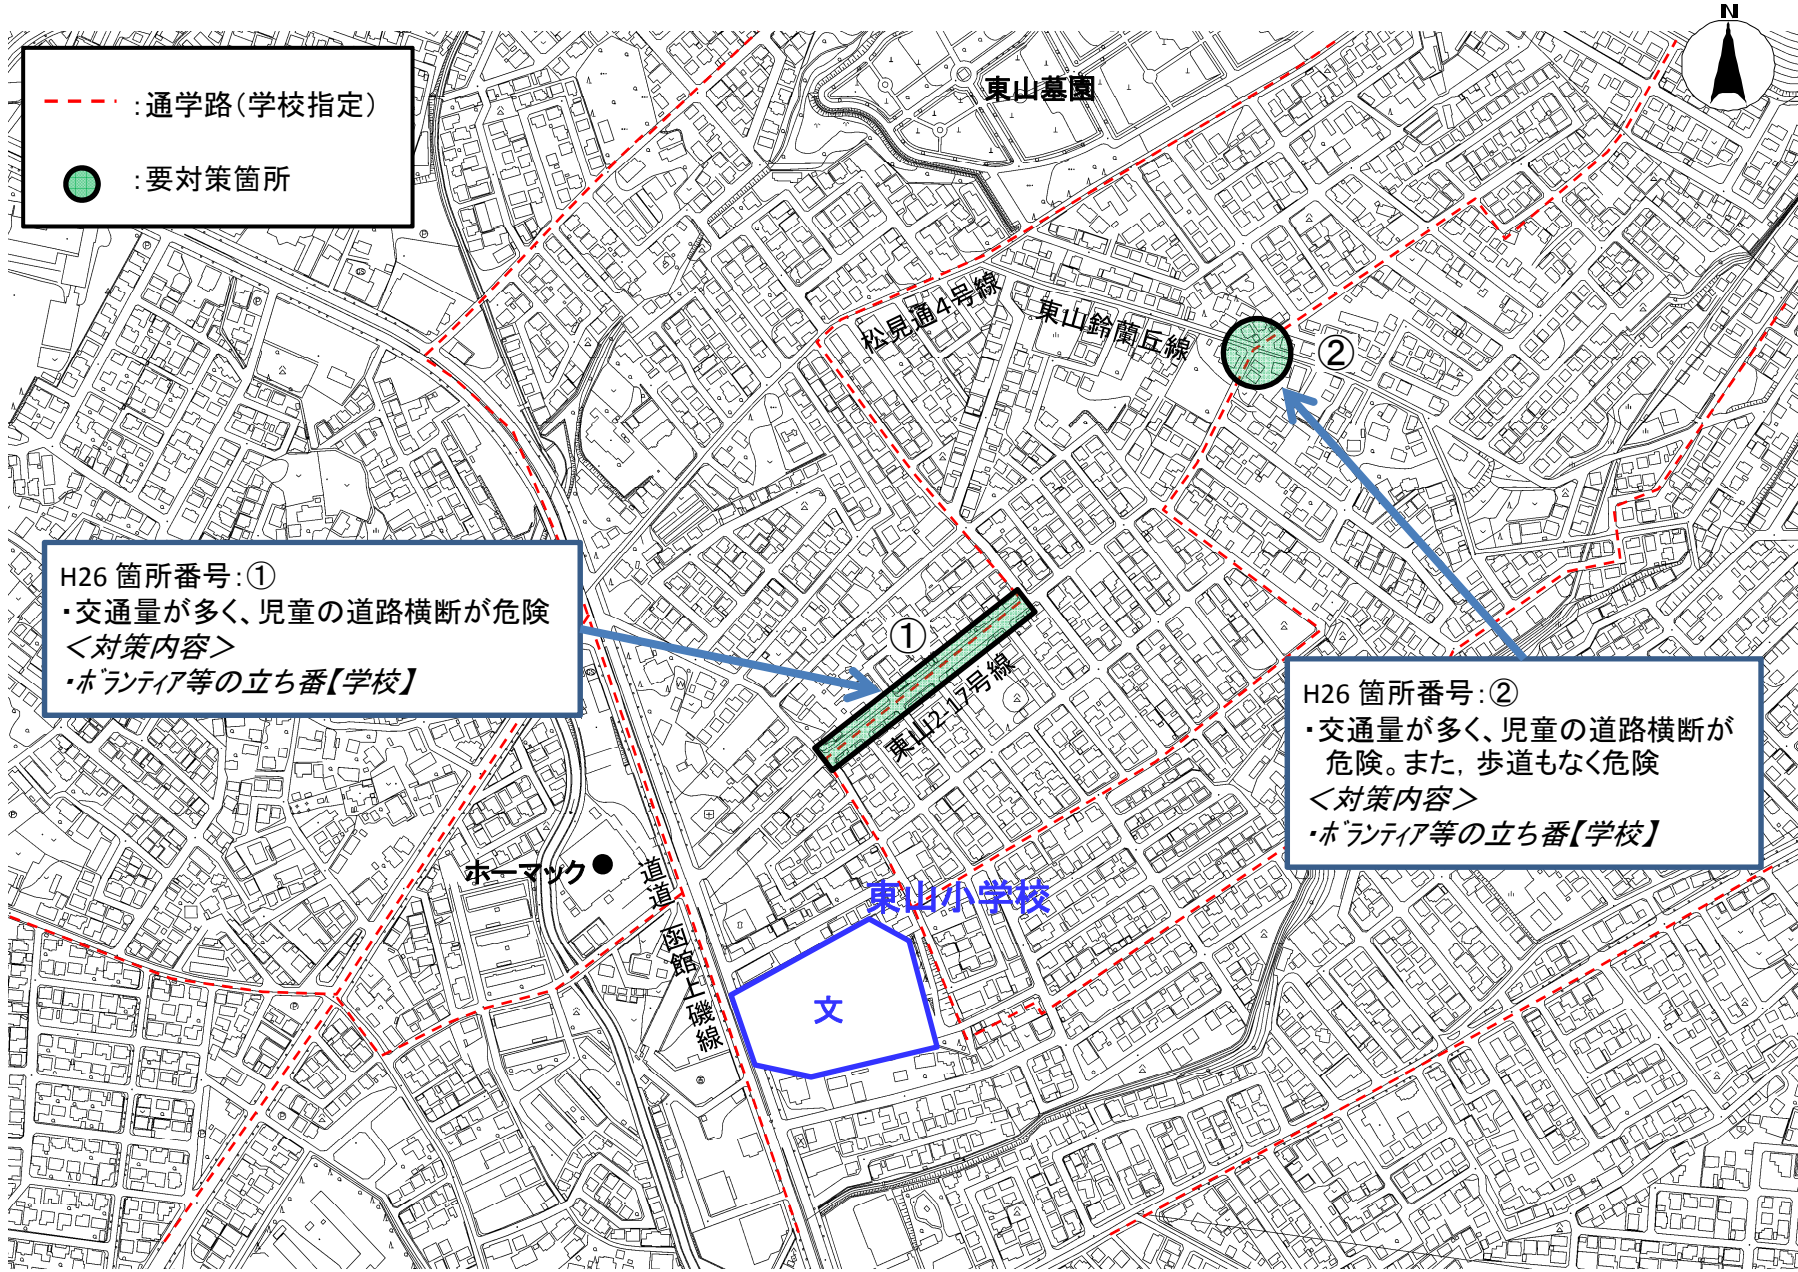 N
：通学路（学校指定）
：要対策箇所
東山墓園
松見通4号線
東山鈴蘭丘線
②
H26 箇所番号：①
・交通量が多く、児童の道路横断が危険
＜対策内容＞
・ボランティア等の立ち番【学校】
①
東山2-17号線
H26 箇所番号：②
・交通量が多く、児童の道路横断が
危険。また，歩道もなく危険
＜対策内容＞
・ボランティア等の立ち番【学校】
ホーマック
道道
函館上磯線
東山小学校
文